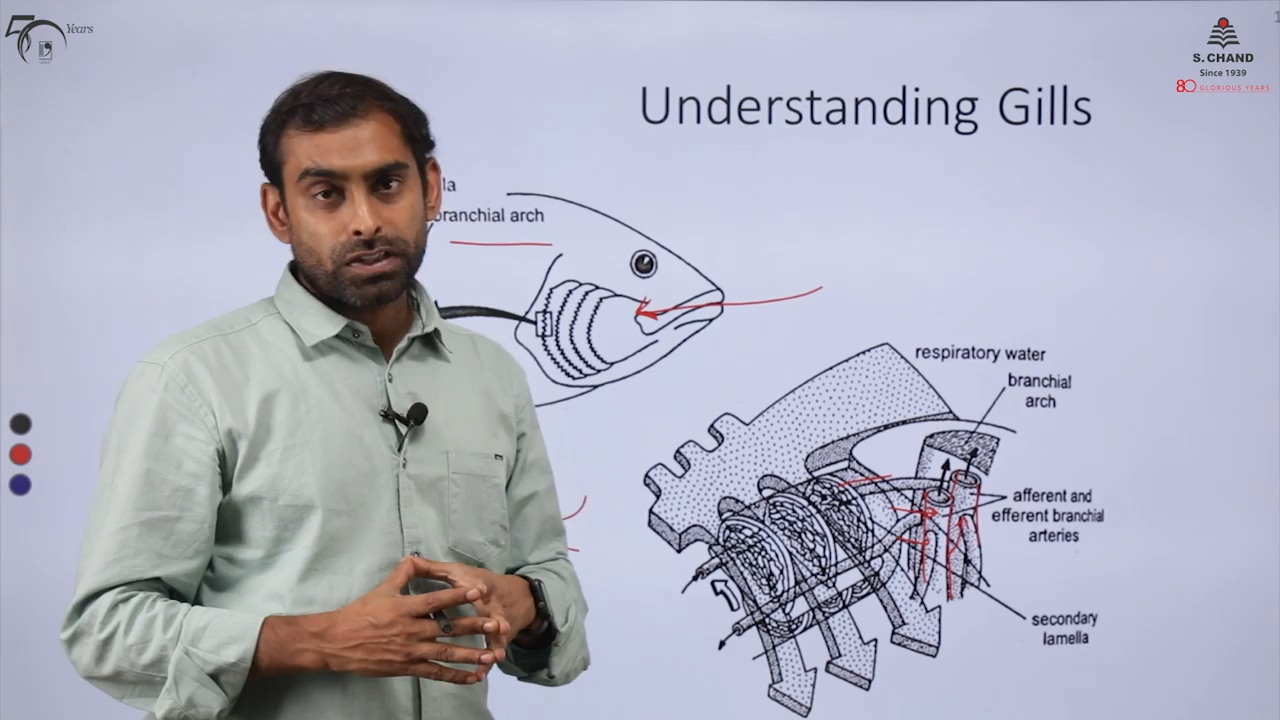 Years
S. CHAND
Since 1939
80 GLORIOUS YEARS
Understanding Gills
la
branchial arch
respiratory water
branchial
arch
afferent and
efferent branchial
arteries
secondary
lamella